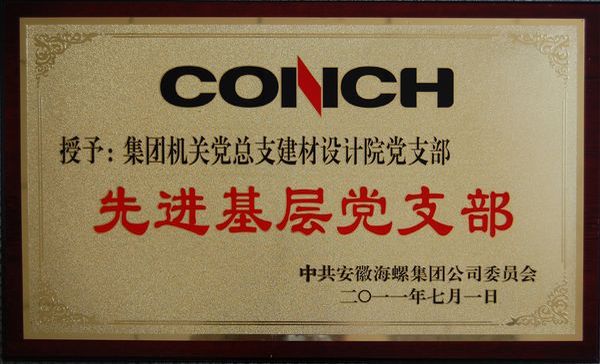 CONCH
授予：集团机关党总支建材设计院党支部
先进基层党支部
中共安徽海螺集团公司委员会
二〇一一年七月一日